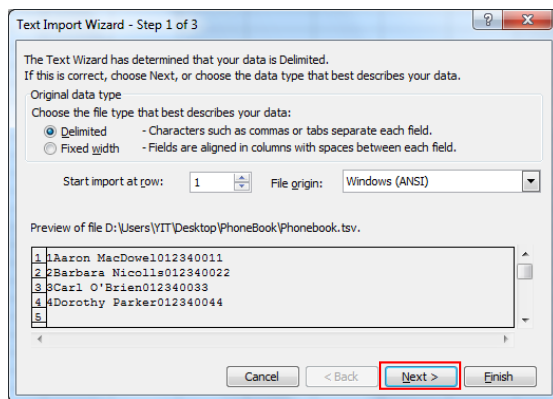 Text Import Wizard - Step 1 of 3
The Text Wizard has determined that your data is Delimited.
If this is correct, choose Next, or choose the data type that best describes your data.
Original data type
Choose the file type that best describes your data:
Delimited - Characters such as commas or tabs separate each field.
Fixed width - Fields are aligned in columns with spaces between each field.
Start import at row: 1 File origin: Windows (ANSI)
Preview of file D:\Users\YIT\Desktop\PhoneBook\Phonebook.tsv.
1 1Aaron MacDowel012340011
2 2Barbara Nicolls012340022
3 3Carl O'Brien012340033
4 4Dorothy Parker012340044
5
Cancel < Back Next > Finish